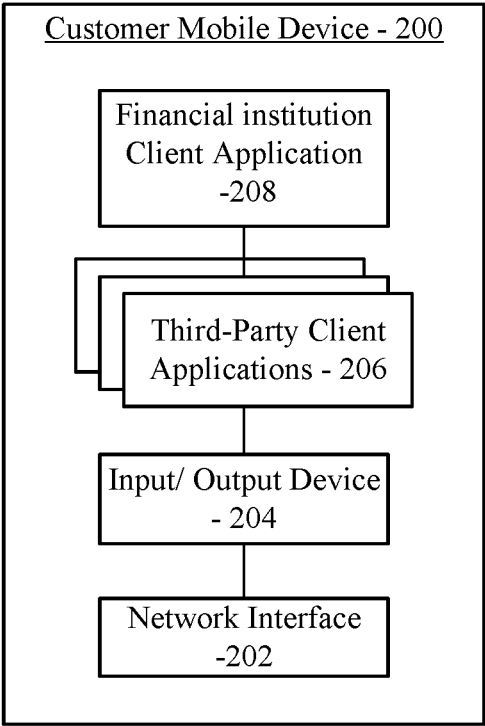 Customer Mobile Device - 200
Financial institution
Client Application
-208
Third-Party Client
Applications - 206
Input/ Output Device
- 204
Network Interface
-202